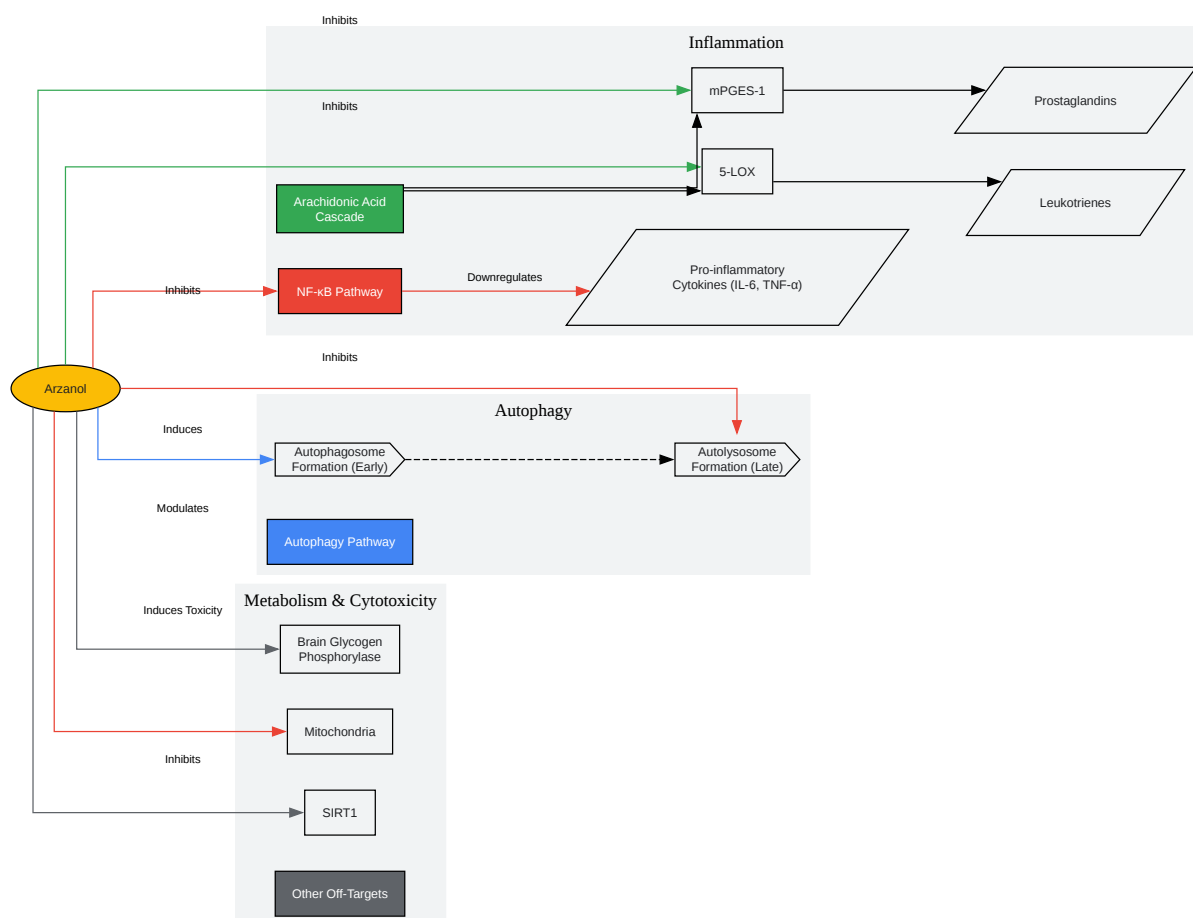 Inhibits
Inflammation
mPGES-1
Prostaglandins
Inhibits
5-LOX
Arachidonic Acid
Cascade
Leukotrienes
NF-κB Pathway
Inhibits
Downregulates
Pro-inflammatory
Cytokines (IL-6, TNF-α)
Inhibits
Arzanol
Autophagy
Induces
Autophagosome
Formation (Early)
Autolysosome
Formation (Late)
Modulates
Autophagy Pathway
Metabolism & Cytotoxicity
Induces Toxicity
Brain Glycogen
Phosphorylase
Mitochondria
Inhibits
SIRT1
Other Off-Targets